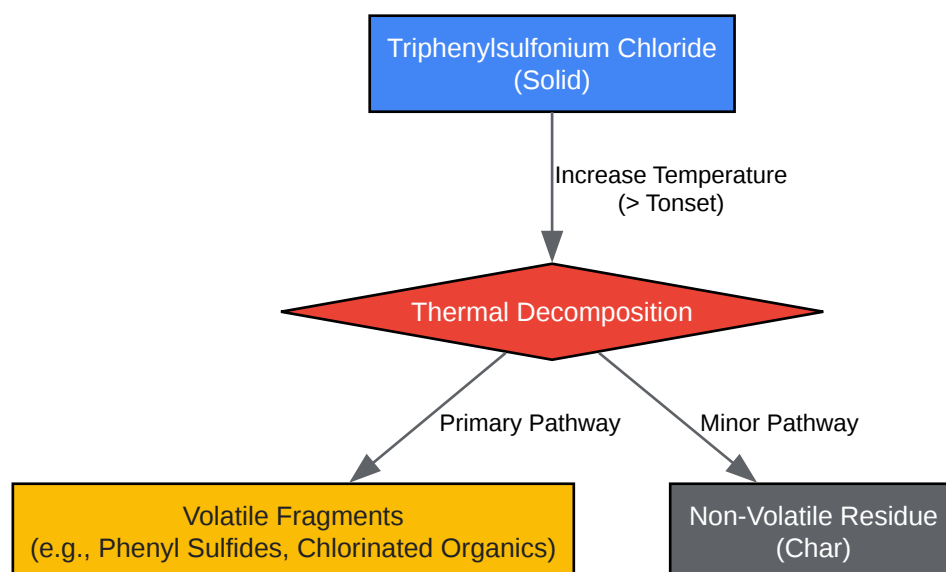 Triphenylsulfonium Chloride
(Solid)
Increase Temperature
(> Tonset)
Thermal Decomposition
Primary Pathway
Minor Pathway
Volatile Fragments
(e.g., Phenyl Sulfides, Chlorinated Organics)
Non-Volatile Residue
(Char)